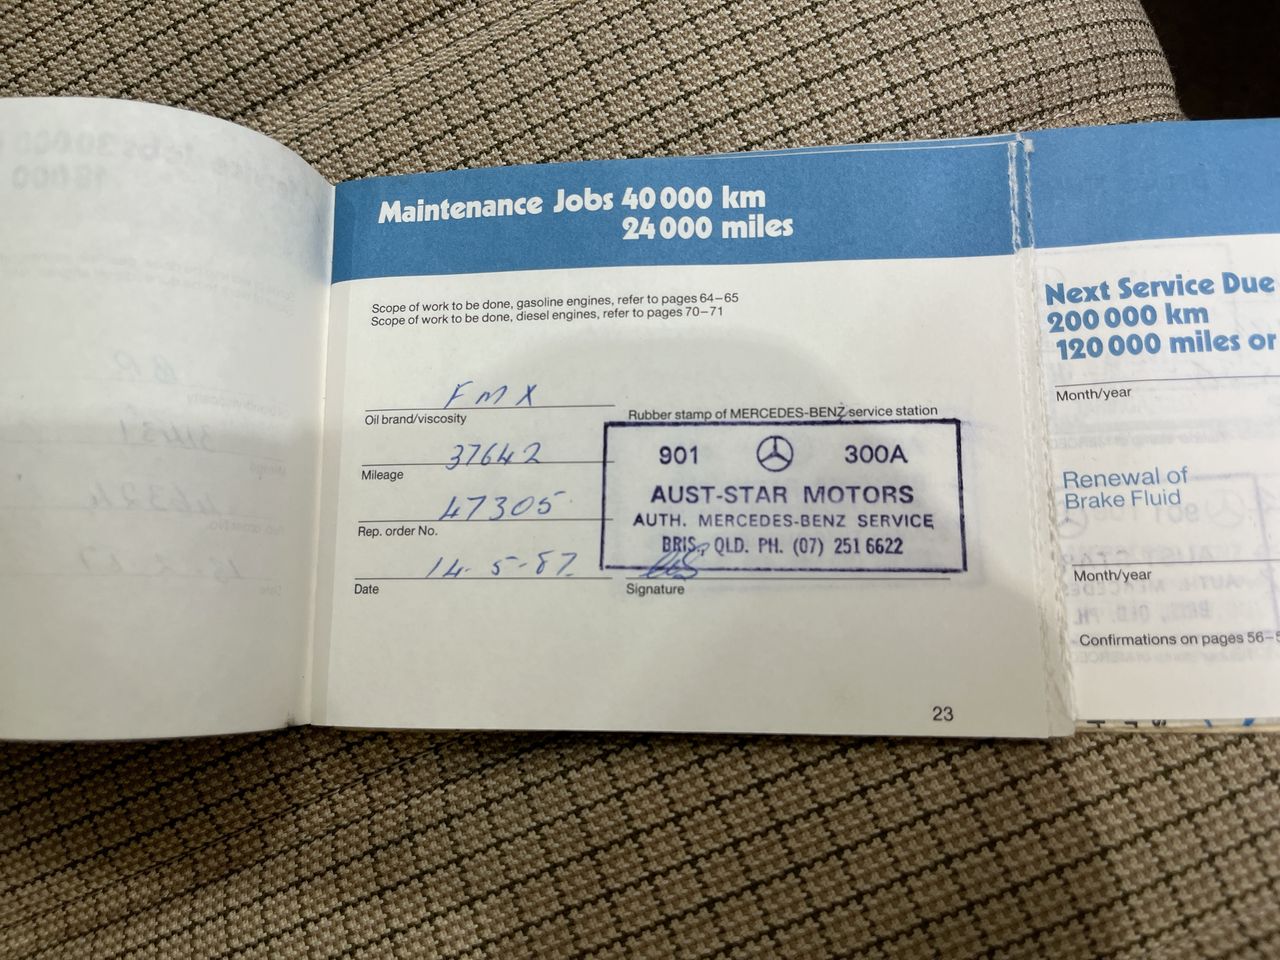 Maintenance Jobs 40 000 km
24 000 miles
Scope of work to be done, gasoline engines, refer to pages 64–65
Scope of work to be done, diesel engines, refer to pages 70–71
FMX
Oil brand/viscosity
37642
Mileage
47305
Rep. order No.
14-5-87
Date
Rubber stamp of MERCEDES-BENZ service station
901 300A
AUST-STAR MOTORS
AUTH. MERCEDES-BENZ SERVICE
BRIS., QLD. PH. (07) 251 6622
Signature
23
Next Service Due
200 000 km
120 000 miles or
Month/year
Renewal of
Brake Fluid
Month/year
Confirmations on pages 56–